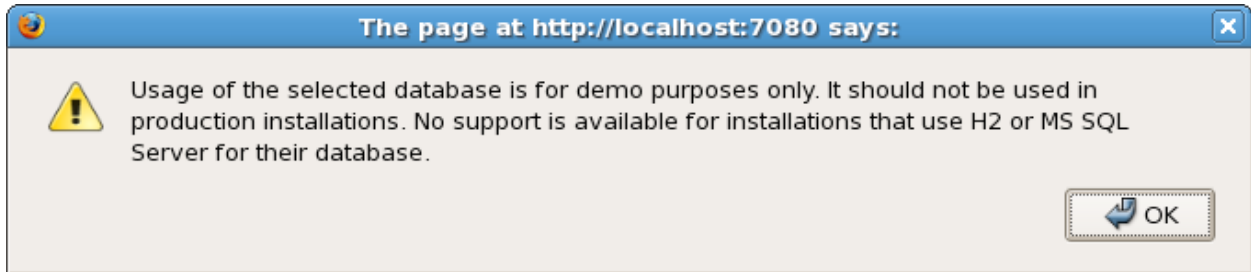 The page at http://localhost:7080 says:
Usage of the selected database is for demo purposes only. It should not be used in
production installations. No support is available for installations that use H2 or MS SQL
Server for their database.
OK